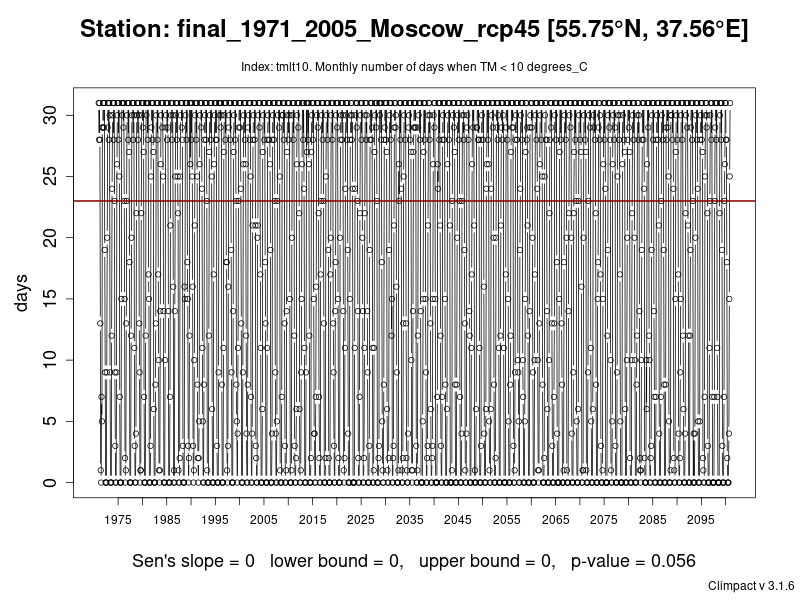 Station: final_1971_2005_Moscow_rcp45 [55.75°N, 37.56°E]
Index: tmlt10. Monthly number of days when TM < 10 degrees_C
30
25
20
15
10
5
0
days
1975 1985 1995 2005 2015 2025 2035 2045 2055 2065 2075 2085 2095
Sen's slope = 0 lower bound = 0, upper bound = 0, p-value = 0.056
Climpact v 3.1.6